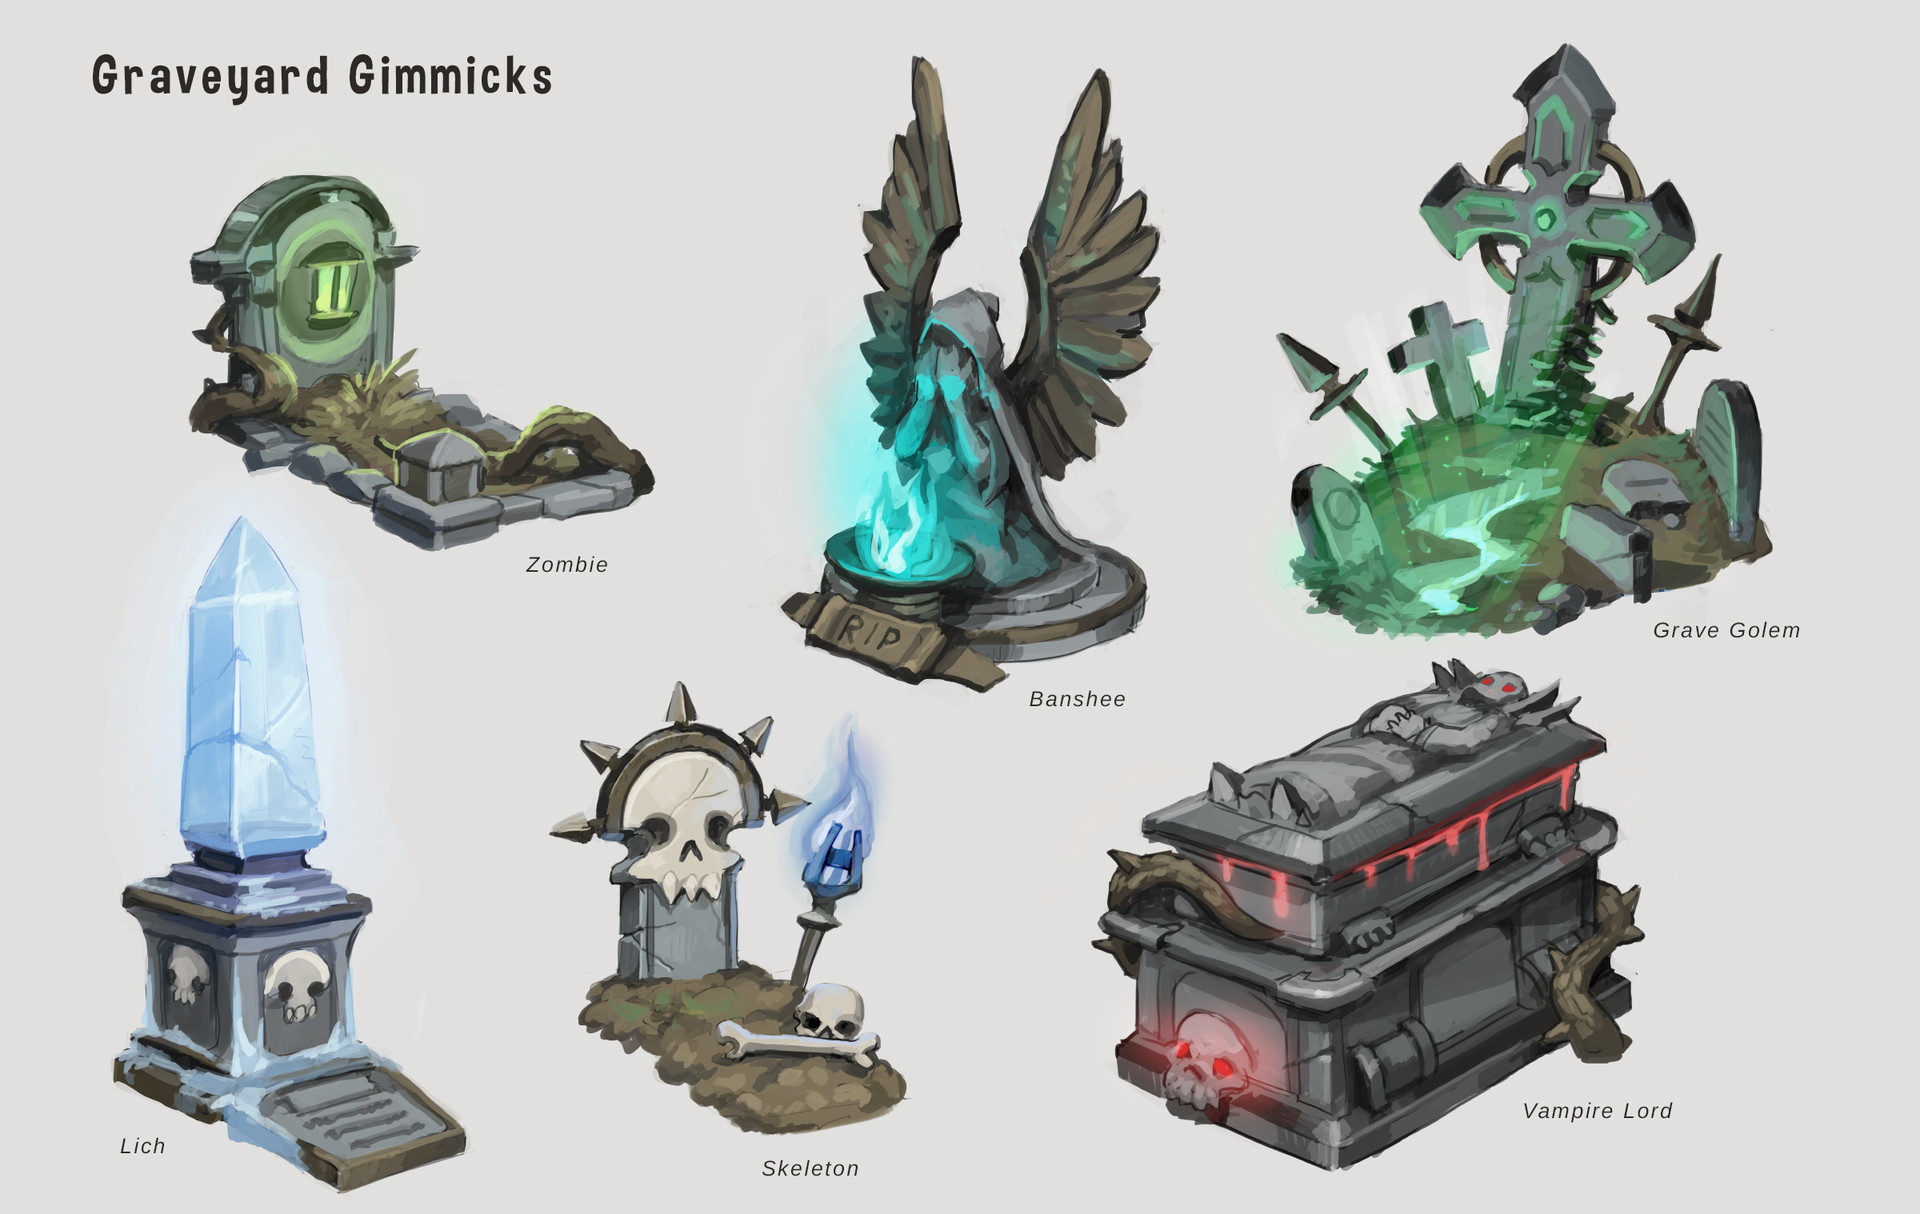 Graveyard Gimmicks
Zombie
RIP
Banshee
Grave Golem
Lich
Skeleton
Vampire Lord